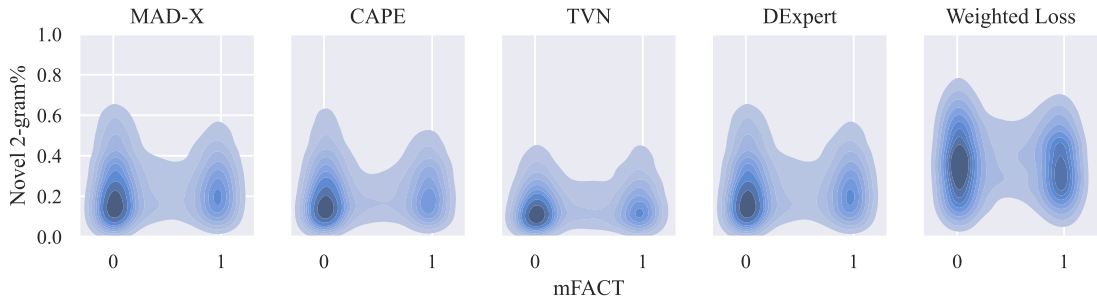 MAD-X CAPE TVN DExpert Weighted Loss
1.0
0.8
0.6
0.4
0.2
0.0
Novel 2-gram%
0 1 0 1 0 1 0 1 0 1
mFACT